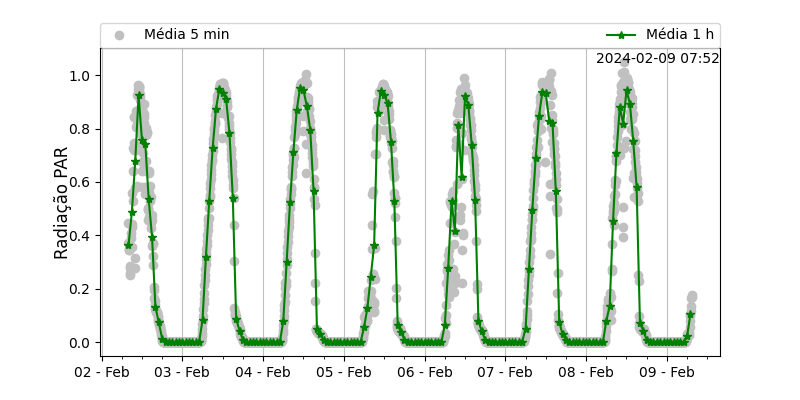 Média 5 min
Média 1 h
2024-02-09 07:52
Radiação PAR
1.0
0.8
0.6
0.4
0.2
0.0
02 - Feb
03 - Feb
04 - Feb
05 - Feb
06 - Feb
07 - Feb
08 - Feb
09 - Feb